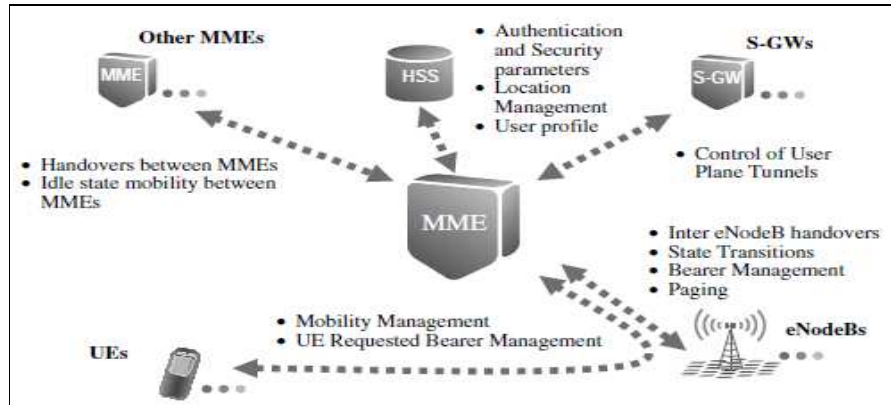 Other MMEs
MME
HSS
• Authentication
and Security
parameters
• Location
Management
• User profile
S-GWs
S-GW
• Handovers between MMEs
• Idle state mobility between
MMEs
• Control of User
Plane Tunnels
MME
• Inter eNodeB handovers
• State Transitions
• Bearer Management
• Paging
• Mobility Management
• UE Requested Bearer Management
UEs
eNodeBs